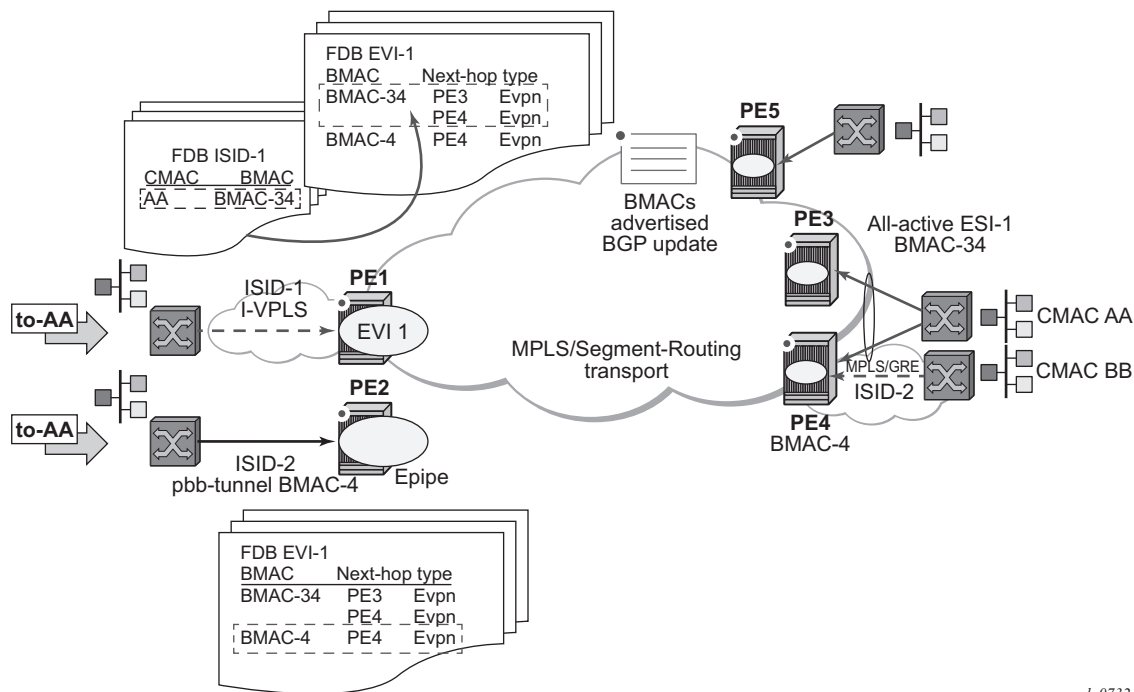 FDB EVI-1
BMAC Next-hop type
BMAC-34 PE3 Evpn
PE4 Evpn
BMAC-4 PE4 Evpn
FDB ISID-1
CMAC BMAC
AA BMAC-34
PE5
BMACs
advertised
BGP update
PE3
All-active ESI-1
BMAC-34
to-AA
ISID-1
I-VPLS
PE1
EVI 1
MPLS/Segment-Routing
transport
CMAC AA
MPLS/GRE
ISID-2
CMAC BB
PE4
BMAC-4
to-AA
PE2
ISID-2
pbb-tunnel BMAC-4
Epipe
FDB EVI-1
BMAC Next-hop type
BMAC-34 PE3 Evpn
PE4 Evpn
BMAC-4 PE4 Evpn